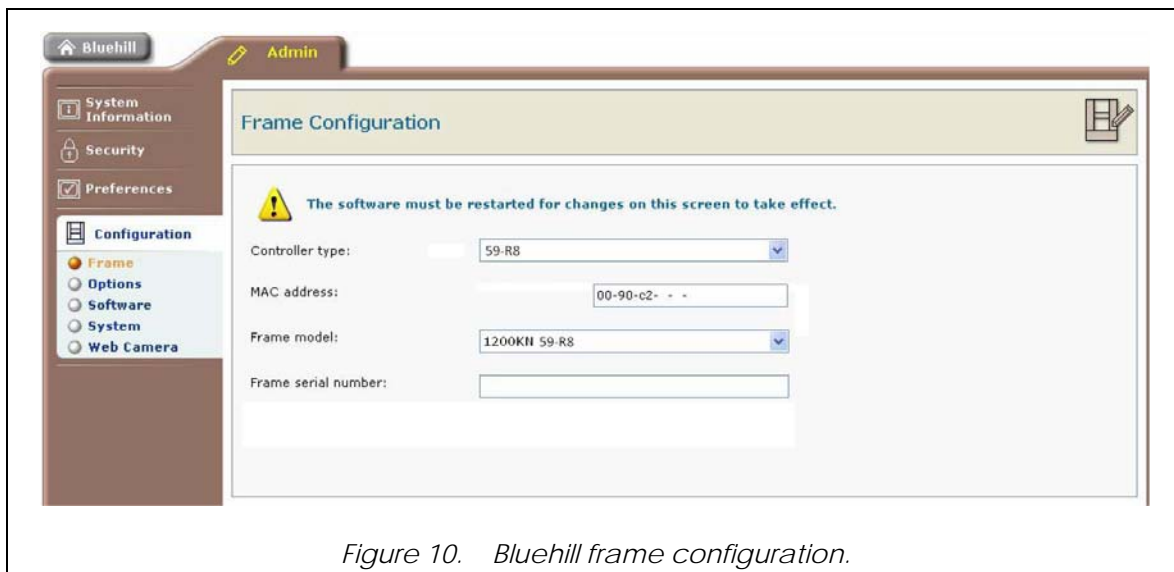 Bluehill
Admin
System
Information
Security
Preferences
Configuration
Frame
Options
Software
System
Web Camera
Frame Configuration
The software must be restarted for changes on this screen to take effect.
Controller type: 59-R8
MAC address: 00-90-c2- - -
Frame model: 1200KN 59-R8
Frame serial number:
Figure 10. Bluehill frame configuration.